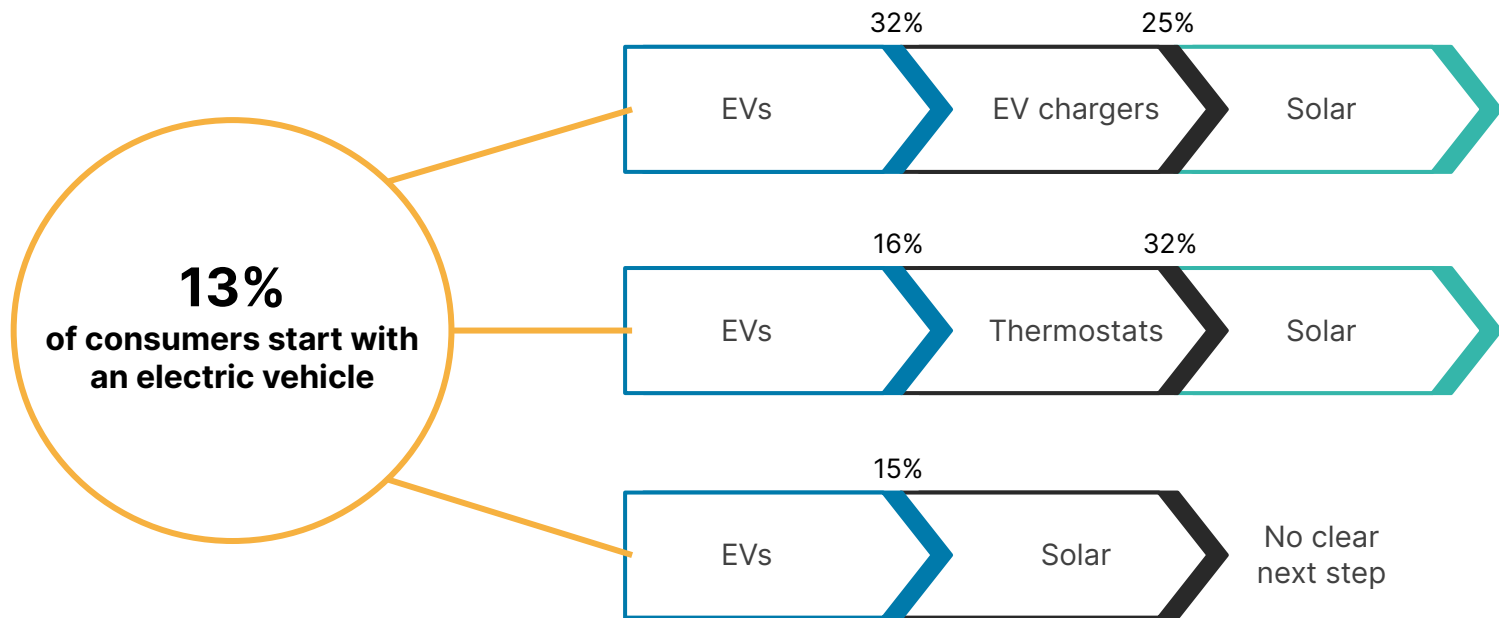 32% 25%
EVs EV chargers Solar
13%
of consumers start with
an electric vehicle
16% 32%
EVs Thermostats Solar
15%
EVs Solar
No clear
next step